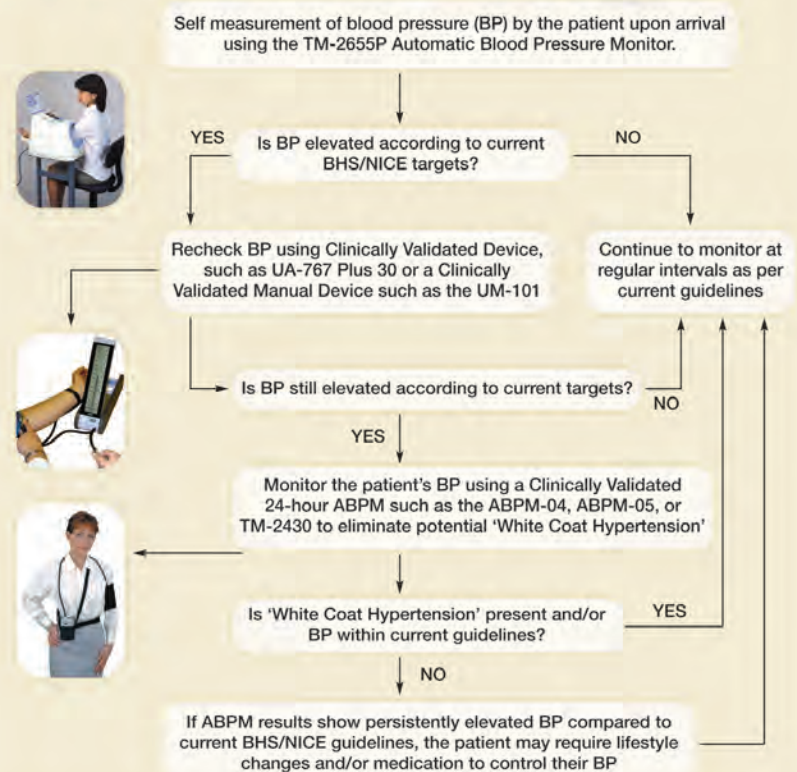 Self measurement of blood pressure (BP) by the patient upon arrival
using the TM-2655P Automatic Blood Pressure Monitor.
YES
Is BP elevated according to current
BHS/NICE targets?
NO
Recheck BP using Clinically Validated Device,
such as UA-767 Plus 30 or a Clinically
Validated Manual Device such as the UM-101
Continue to monitor at
regular intervals as per
current guidelines
Is BP still elevated according to current targets?
NO
YES
Monitor the patient's BP using a Clinically Validated
24-hour ABPM such as the ABPM-04, ABPM-05, or
TM-2430 to eliminate potential 'White Coat Hypertension'
Is 'White Coat Hypertension' present and/or
BP within current guidelines?
YES
NO
If ABPM results show persistently elevated BP compared to
current BHS/NICE guidelines, the patient may require lifestyle
changes and/or medication to control their BP